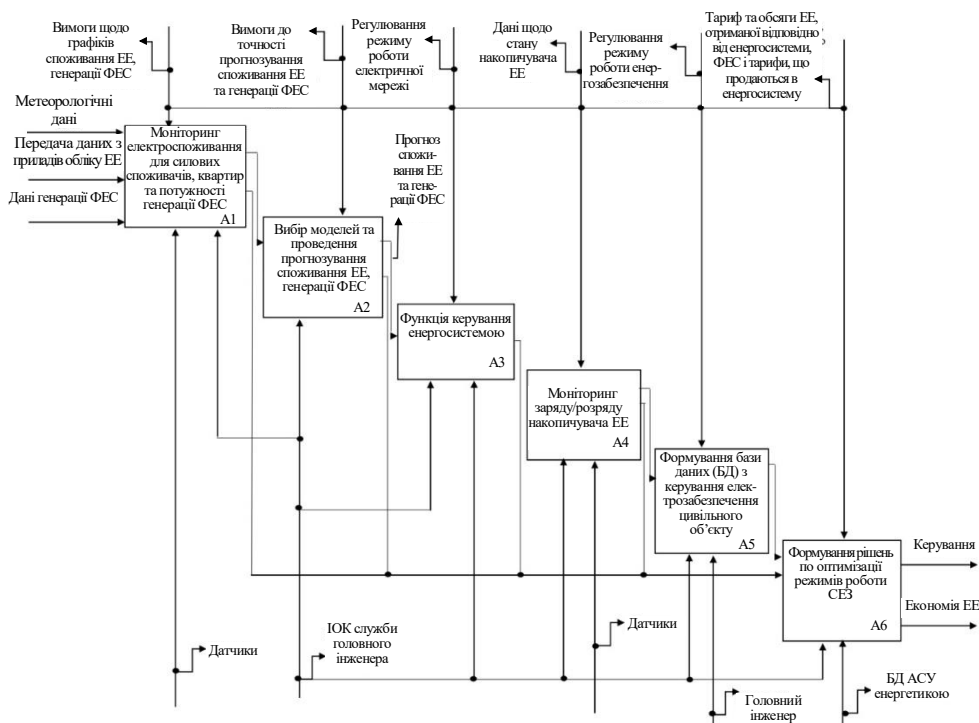 Вимоги щодо
графіків
споживання ЕЕ,
генерації ФЕС
Вимоги до
точності
прогнозування
споживання ЕЕ
та генерації ФЕС
Регулювання
режиму
роботи
електричної
мережі
Дані щодо
стану
накопичувача
ЕЕ
Регулювання
режиму
роботи енер-
гозабезпечення
Тариф та обсяги ЕЕ,
отриманої відповідно
від енергосистеми,
ФЕС і тарифи, що
продаються в
енергосистему
Метеорологічні
дані
Передача даних з
приладів обліку ЕЕ
Дані генерації ФЕС
Моніторинг
електроспоживання
для силових
споживачів, квартир
та потужності
генерації ФЕС
А1
Прогноз
спожи-
вання ЕЕ
та гене-
рації ФЕС
Вибір моделей та
проведення
прогнозування
споживання ЕЕ,
генерації ФЕС
А2
Функція керування
енергосистемою
А3
Моніторинг
заряду/розряду
накопичувача ЕЕ
А4
Формування бази
даних (БД) з
керування елек-
трозабезпечення
цивільного
об’єкту
А5
Формування рішень
по оптимізації
режимів роботи
СЕЗ
А6
Керування
Економія ЕЕ
Датчики
ІОК служби
головного
інженера
Датчики
Головний
інженер
БД АСУ
енергетикою